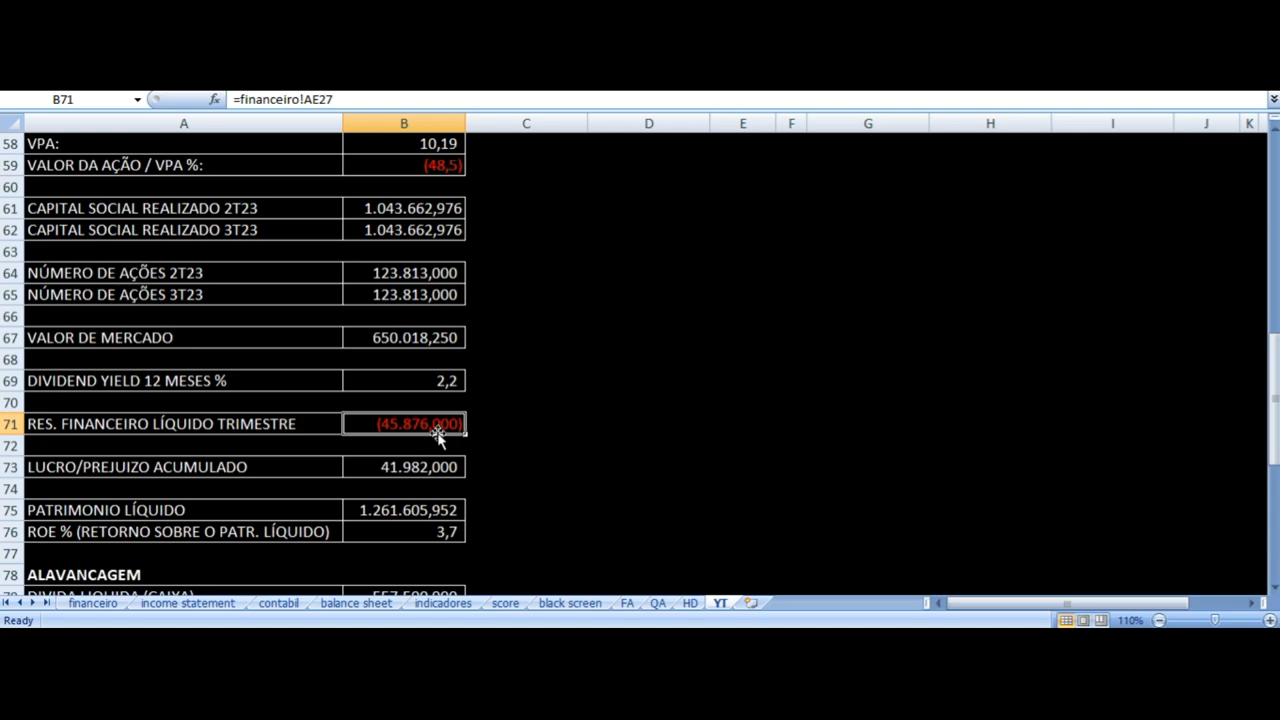 B71 fx =financeiro!AE27
A B C D E F G H I J K
58 VPA: 10,19
59 VALOR DA AÇÃO / VPA %: (48,5)
60
61 CAPITAL SOCIAL REALIZADO 2T23 1.043.662,976
62 CAPITAL SOCIAL REALIZADO 3T23 1.043.662,976
63
64 NÚMERO DE AÇÕES 2T23 123.813,000
65 NÚMERO DE AÇÕES 3T23 123.813,000
66
67 VALOR DE MERCADO 650.018,250
68
69 DIVIDEND YIELD 12 MESES % 2,2
70
71 RES. FINANCEIRO LÍQUIDO TRIMESTRE (45.876,000)
72
73 LUCRO/PREJUIZO ACUMULADO 41.982,000
74
75 PATRIMONIO LÍQUIDO 1.261.605,952
76 ROE % (RETORNO SOBRE O PATR. LÍQUIDO) 3,7
77
78 ALAVANCAGEM
financeiro income statement contabil balance sheet indicadores score black screen FA QA HD YT
Ready 110%